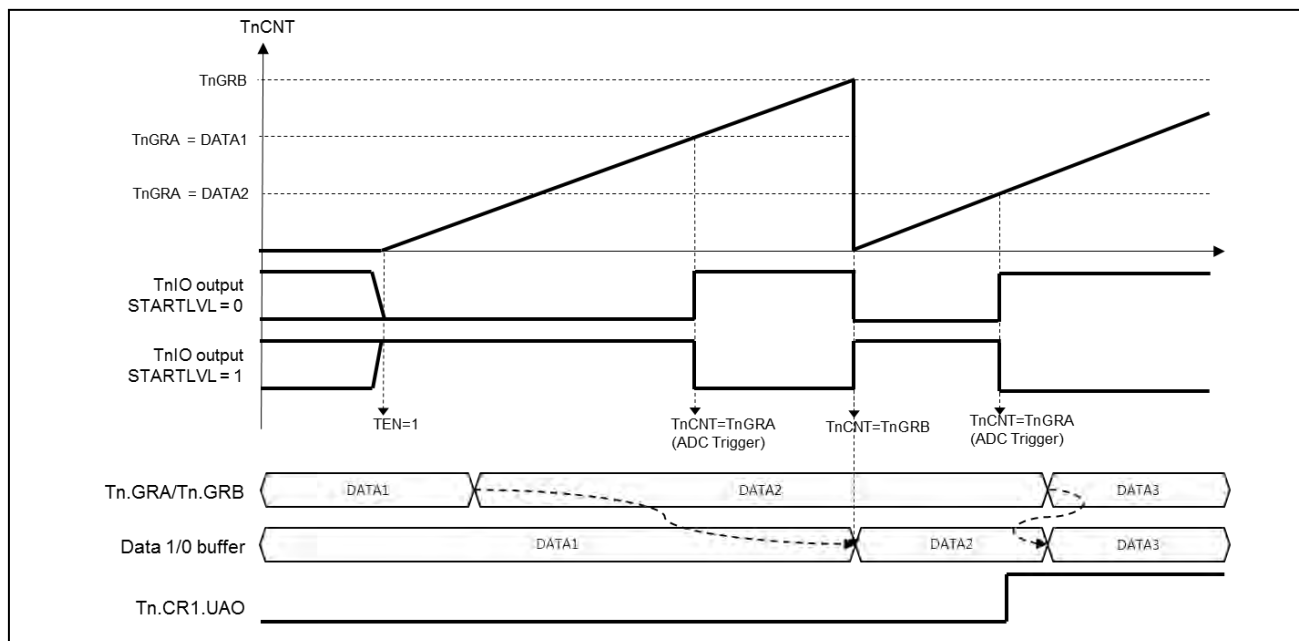 TnCNT
TnGRB
TnGRA = DATA1
TnGRA = DATA2
TnIO output
STARTLVL = 0
TnIO output
STARTLVL = 1
TEN=1
TnCNT=TnGRA
(ADC Trigger)
TnCNT=TnGRB
TnCNT=TnGRA
(ADC Trigger)
Tn.GRA/Tn.GRB
DATA1
DATA2
DATA3
Data 1/0 buffer
DATA1
DATA2
DATA3
Tn.CR1.UAO